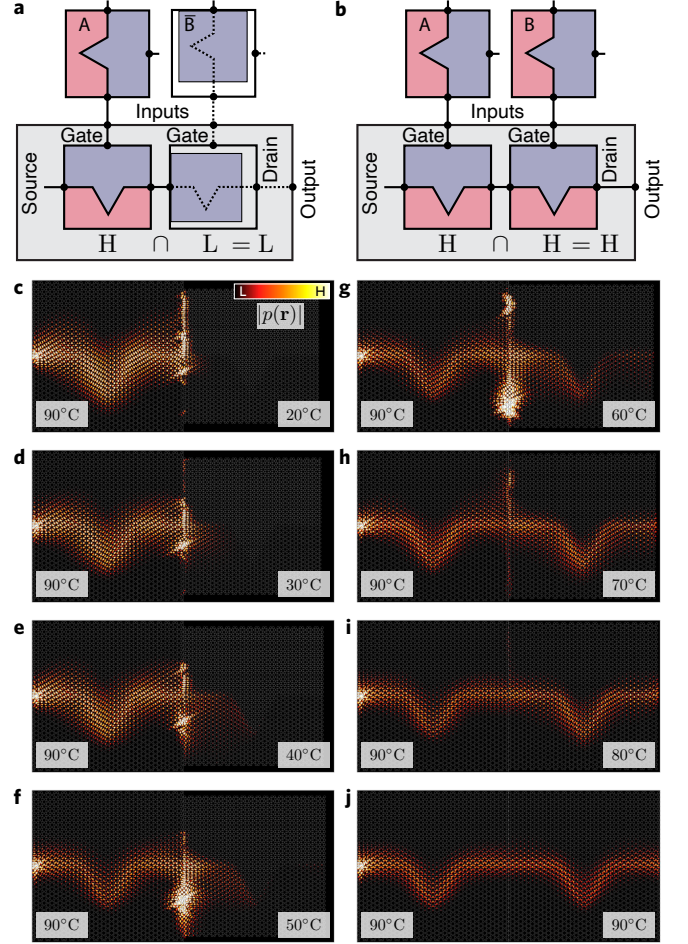 a
A
B̅
Inputs
Gate
Gate
Source
Drain
Output
H ∩ L = L
b
A
B
Inputs
Gate
Gate
Source
Drain
Output
H ∩ H = H
c
L H
|p(r)|
90°C
20°C
d
90°C
30°C
e
90°C
40°C
f
90°C
50°C
g
90°C
60°C
h
90°C
70°C
i
90°C
80°C
j
90°C
90°C